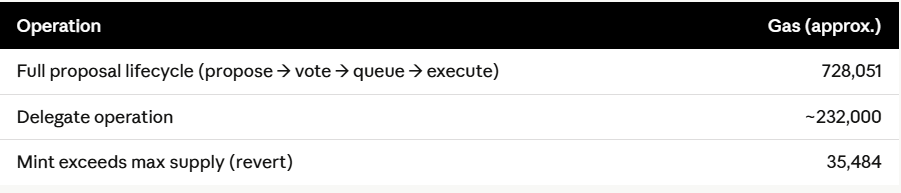 Operation Gas (approx.)
Full proposal lifecycle (propose → vote → queue → execute) 728,051
Delegate operation ~232,000
Mint exceeds max supply (revert) 35,484